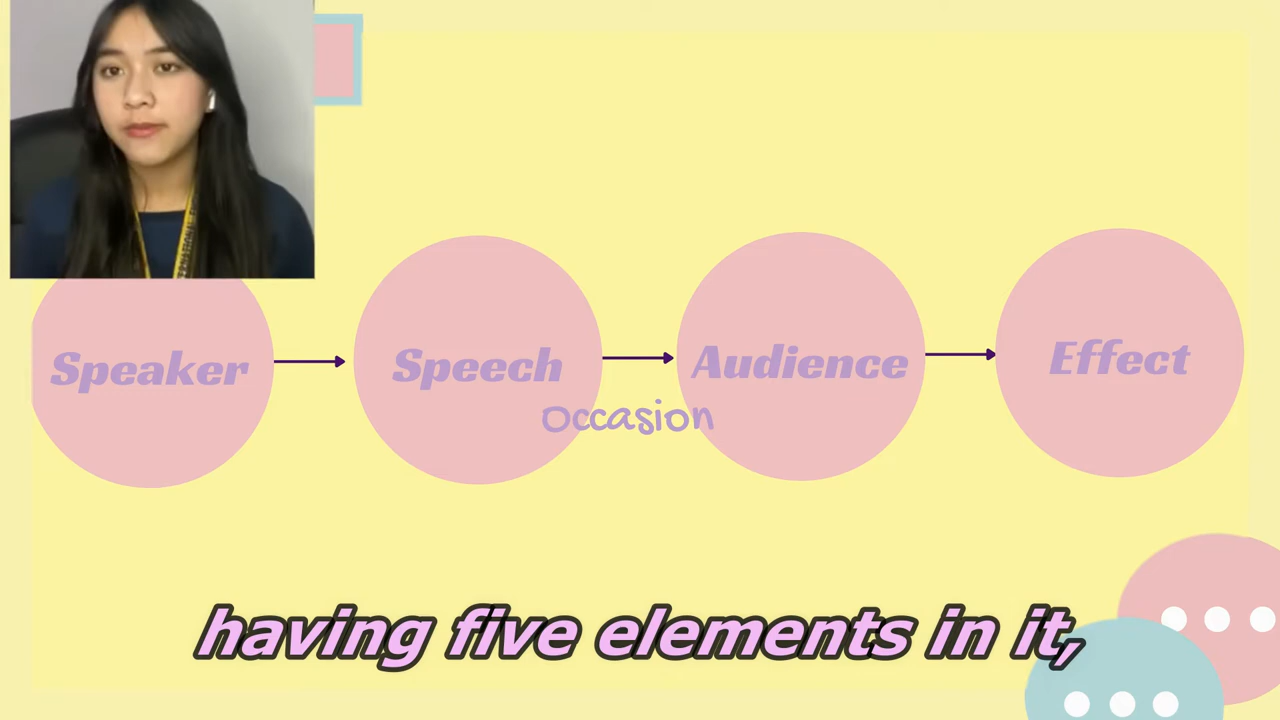 Speaker
Speech
Audience
Effect
Occasion
having five elements in it,